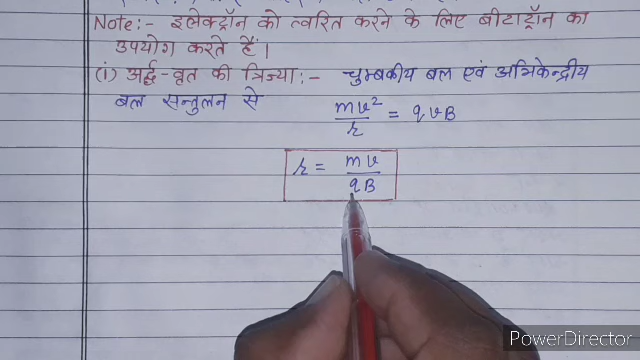 Note:- इलेक्ट्रॉन को त्वरित करने के लिए बीटाट्रॉन का
उपयोग करते हैं।
(i) अर्द्ध-वृत की त्रिज्या:- चुम्बकीय बल एवं अभिकेन्द्रीय
बल सन्तुलन से mv²/r = qvB
r = mv/qB
PowerDirector